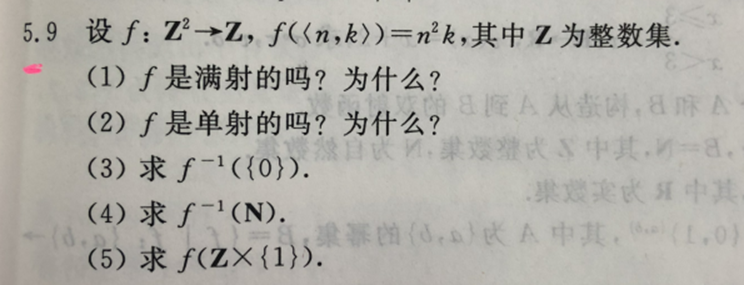 5.9 设 f: Z²→Z, f(⟨n,k⟩)=n²k,其中 Z 为整数集.
(1) f 是满射的吗? 为什么?
(2) f 是单射的吗? 为什么?
(3) 求 f⁻¹({0}).
(4) 求 f⁻¹(N).
(5) 求 f(Z×{1}).